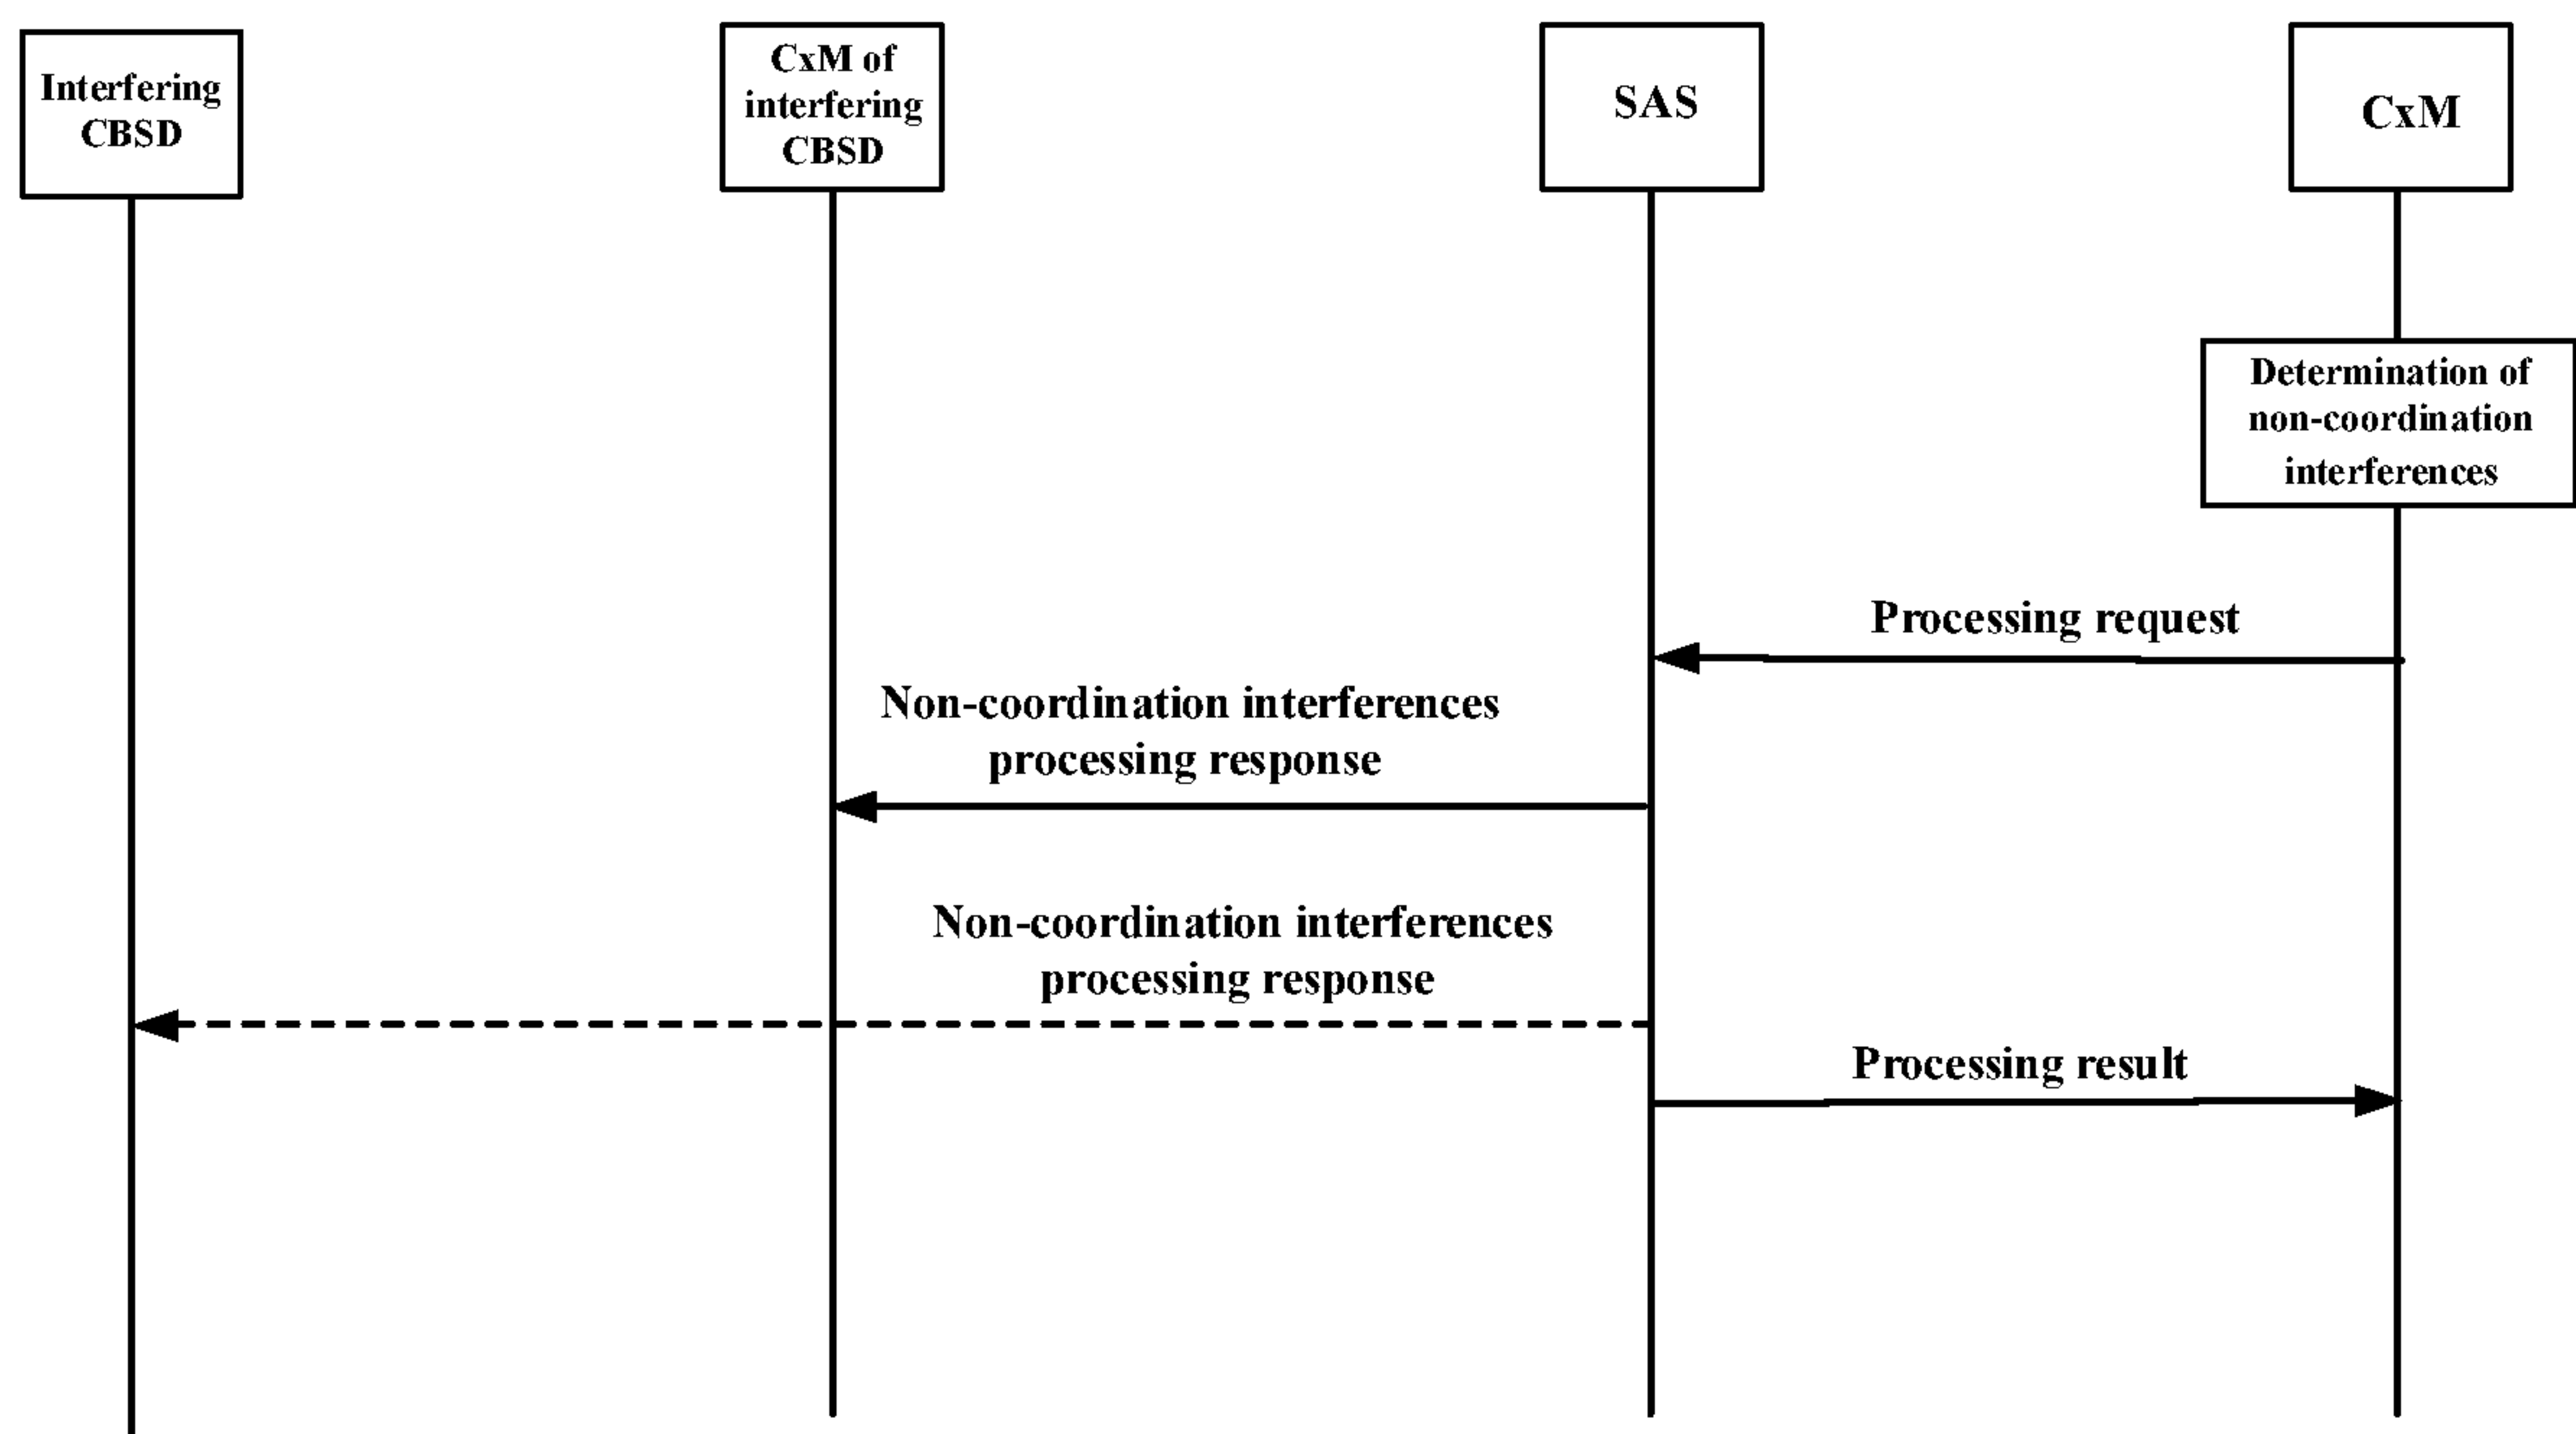 Interfering
CBSD
CxM of
interfering
CBSD
SAS
CxM
Determination of
non-coordination
interferences
Processing request
Non-coordination interferences
processing response
Non-coordination interferences
processing response
Processing result